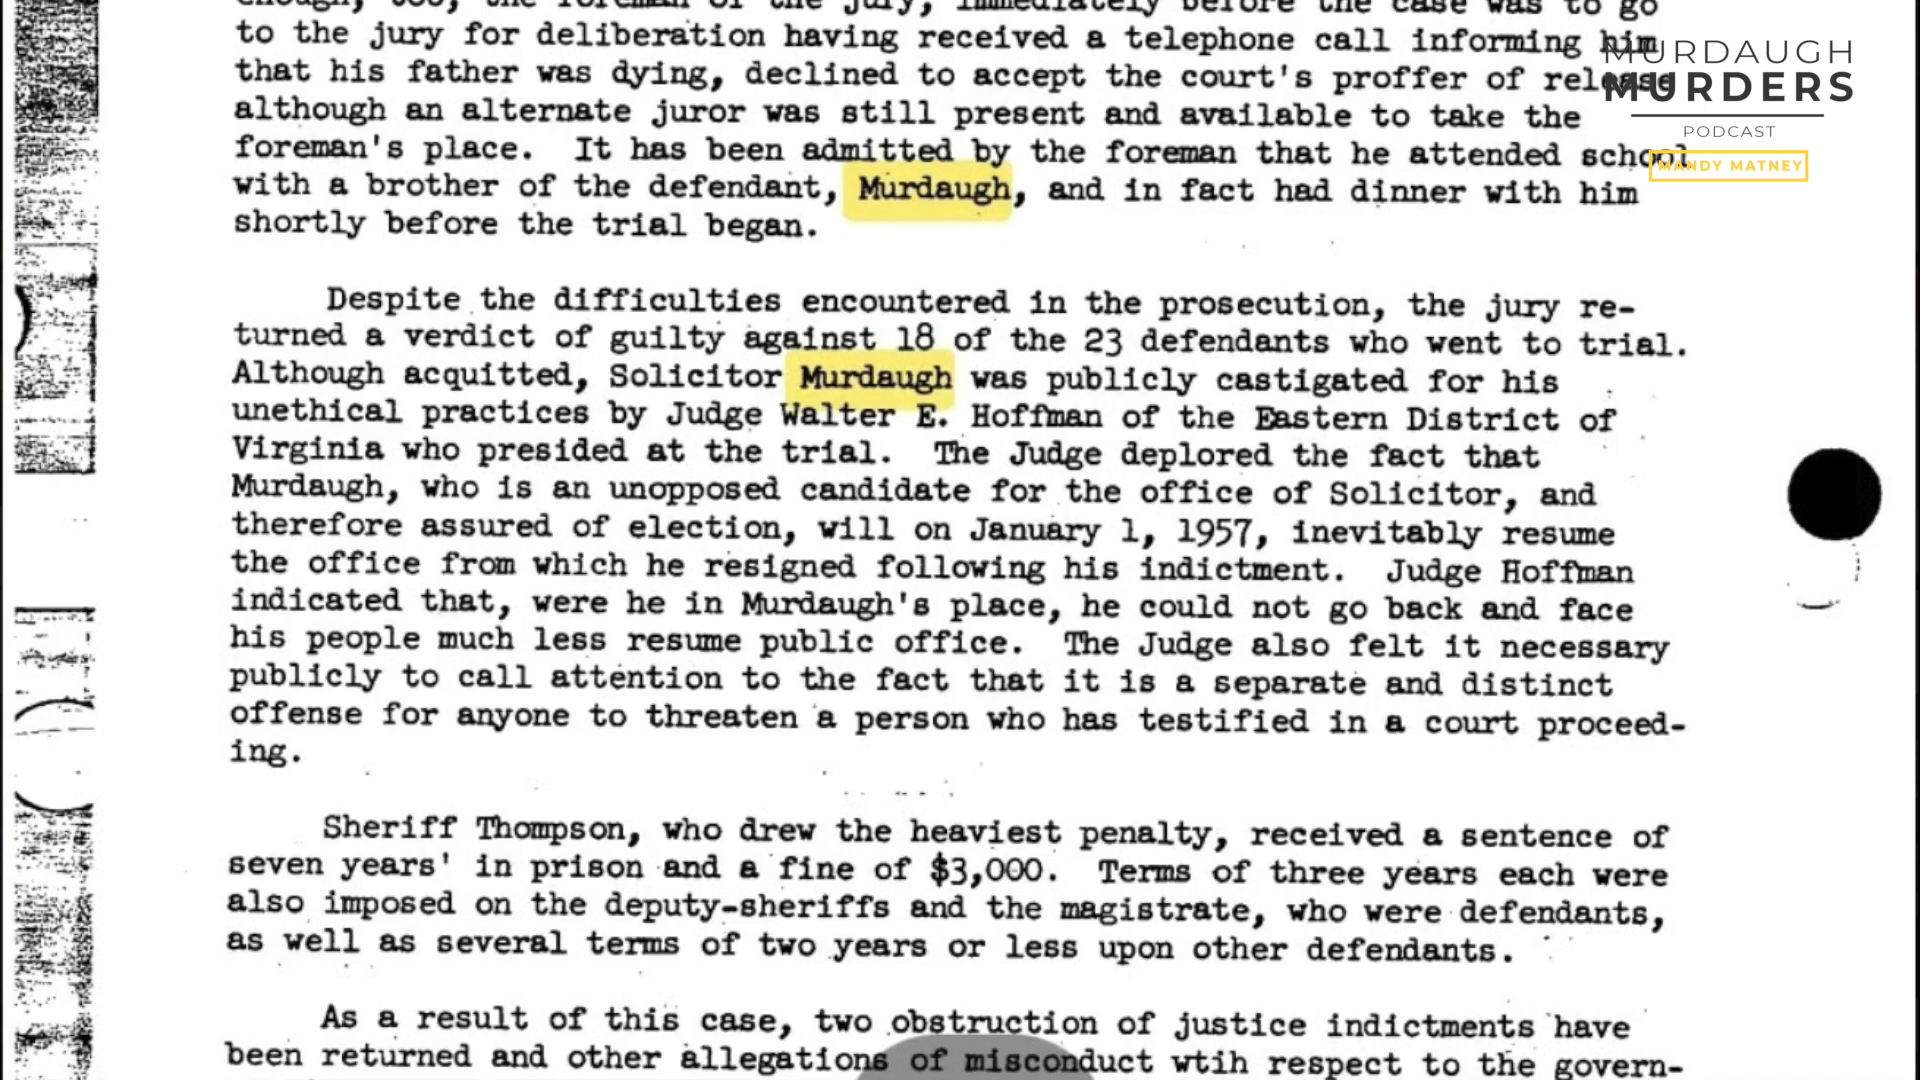 enough, too, the foreman of the jury, immediately before the case was to go
to the jury for deliberation having received a telephone call informing him
that his father was dying, declined to accept the court's proffer of release
although an alternate juror was still present and available to take the
foreman's place. It has been admitted by the foreman that he attended school
with a brother of the defendant, Murdaugh, and in fact had dinner with him
shortly before the trial began.
Despite the difficulties encountered in the prosecution, the jury re-
turned a verdict of guilty against 18 of the 23 defendants who went to trial.
Although acquitted, Solicitor Murdaugh was publicly castigated for his
unethical practices by Judge Walter E. Hoffman of the Eastern District of
Virginia who presided at the trial. The Judge deplored the fact that
Murdaugh, who is an unopposed candidate for the office of Solicitor, and
therefore assured of election, will on January 1, 1957, inevitably resume
the office from which he resigned following his indictment. Judge Hoffman
indicated that, were he in Murdaugh's place, he could not go back and face
his people much less resume public office. The Judge also felt it necessary
publicly to call attention to the fact that it is a separate and distinct
offense for anyone to threaten a person who has testified in a court proceed-
ing.
Sheriff Thompson, who drew the heaviest penalty, received a sentence of
seven years' in prison and a fine of $3,000. Terms of three years each were
also imposed on the deputy-sheriffs and the magistrate, who were defendants,
as well as several terms of two years or less upon other defendants.
As a result of this case, two obstruction of justice indictments have
been returned and other allegations of misconduct wtih respect to the govern-
MURDAUGH
MURDERS
PODCAST
MANDY MATNEY